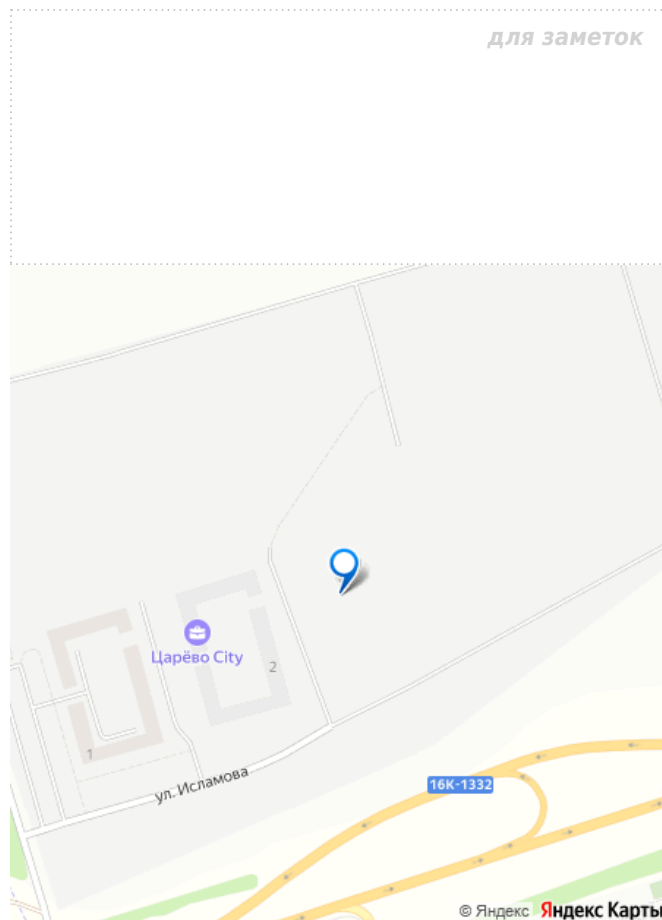 для заметок
Царёво City
2
1
ул. Исламова
16К-1332
© Яндекс Яндекс Карты